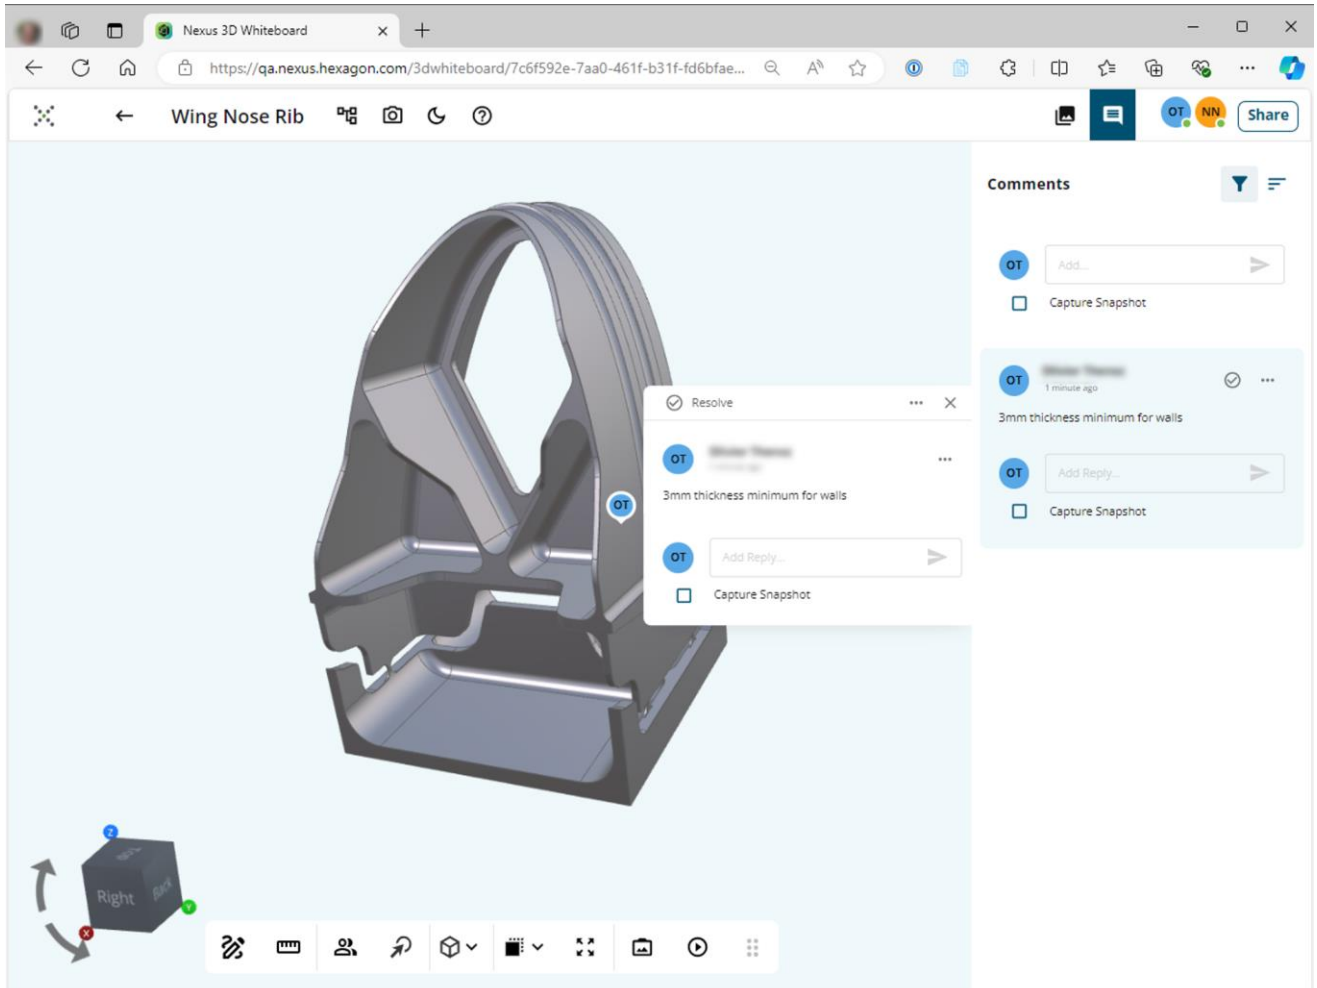 Nexus 3D Whiteboard
https://qa.nexus.hexagon.com/3dwhiteboard/7c6f592e-7aa0-461f-b31f-fd6bfae...
Wing Nose Rib
OT
NN
Share
Comments
OT
Add...
Capture Snapshot
OT
1 minute ago
3mm thickness minimum for walls
OT
Add Reply...
Capture Snapshot
Resolve
OT
3mm thickness minimum for walls
OT
OT
Add Reply...
Capture Snapshot
Z
Top
Right
Back
Y
X